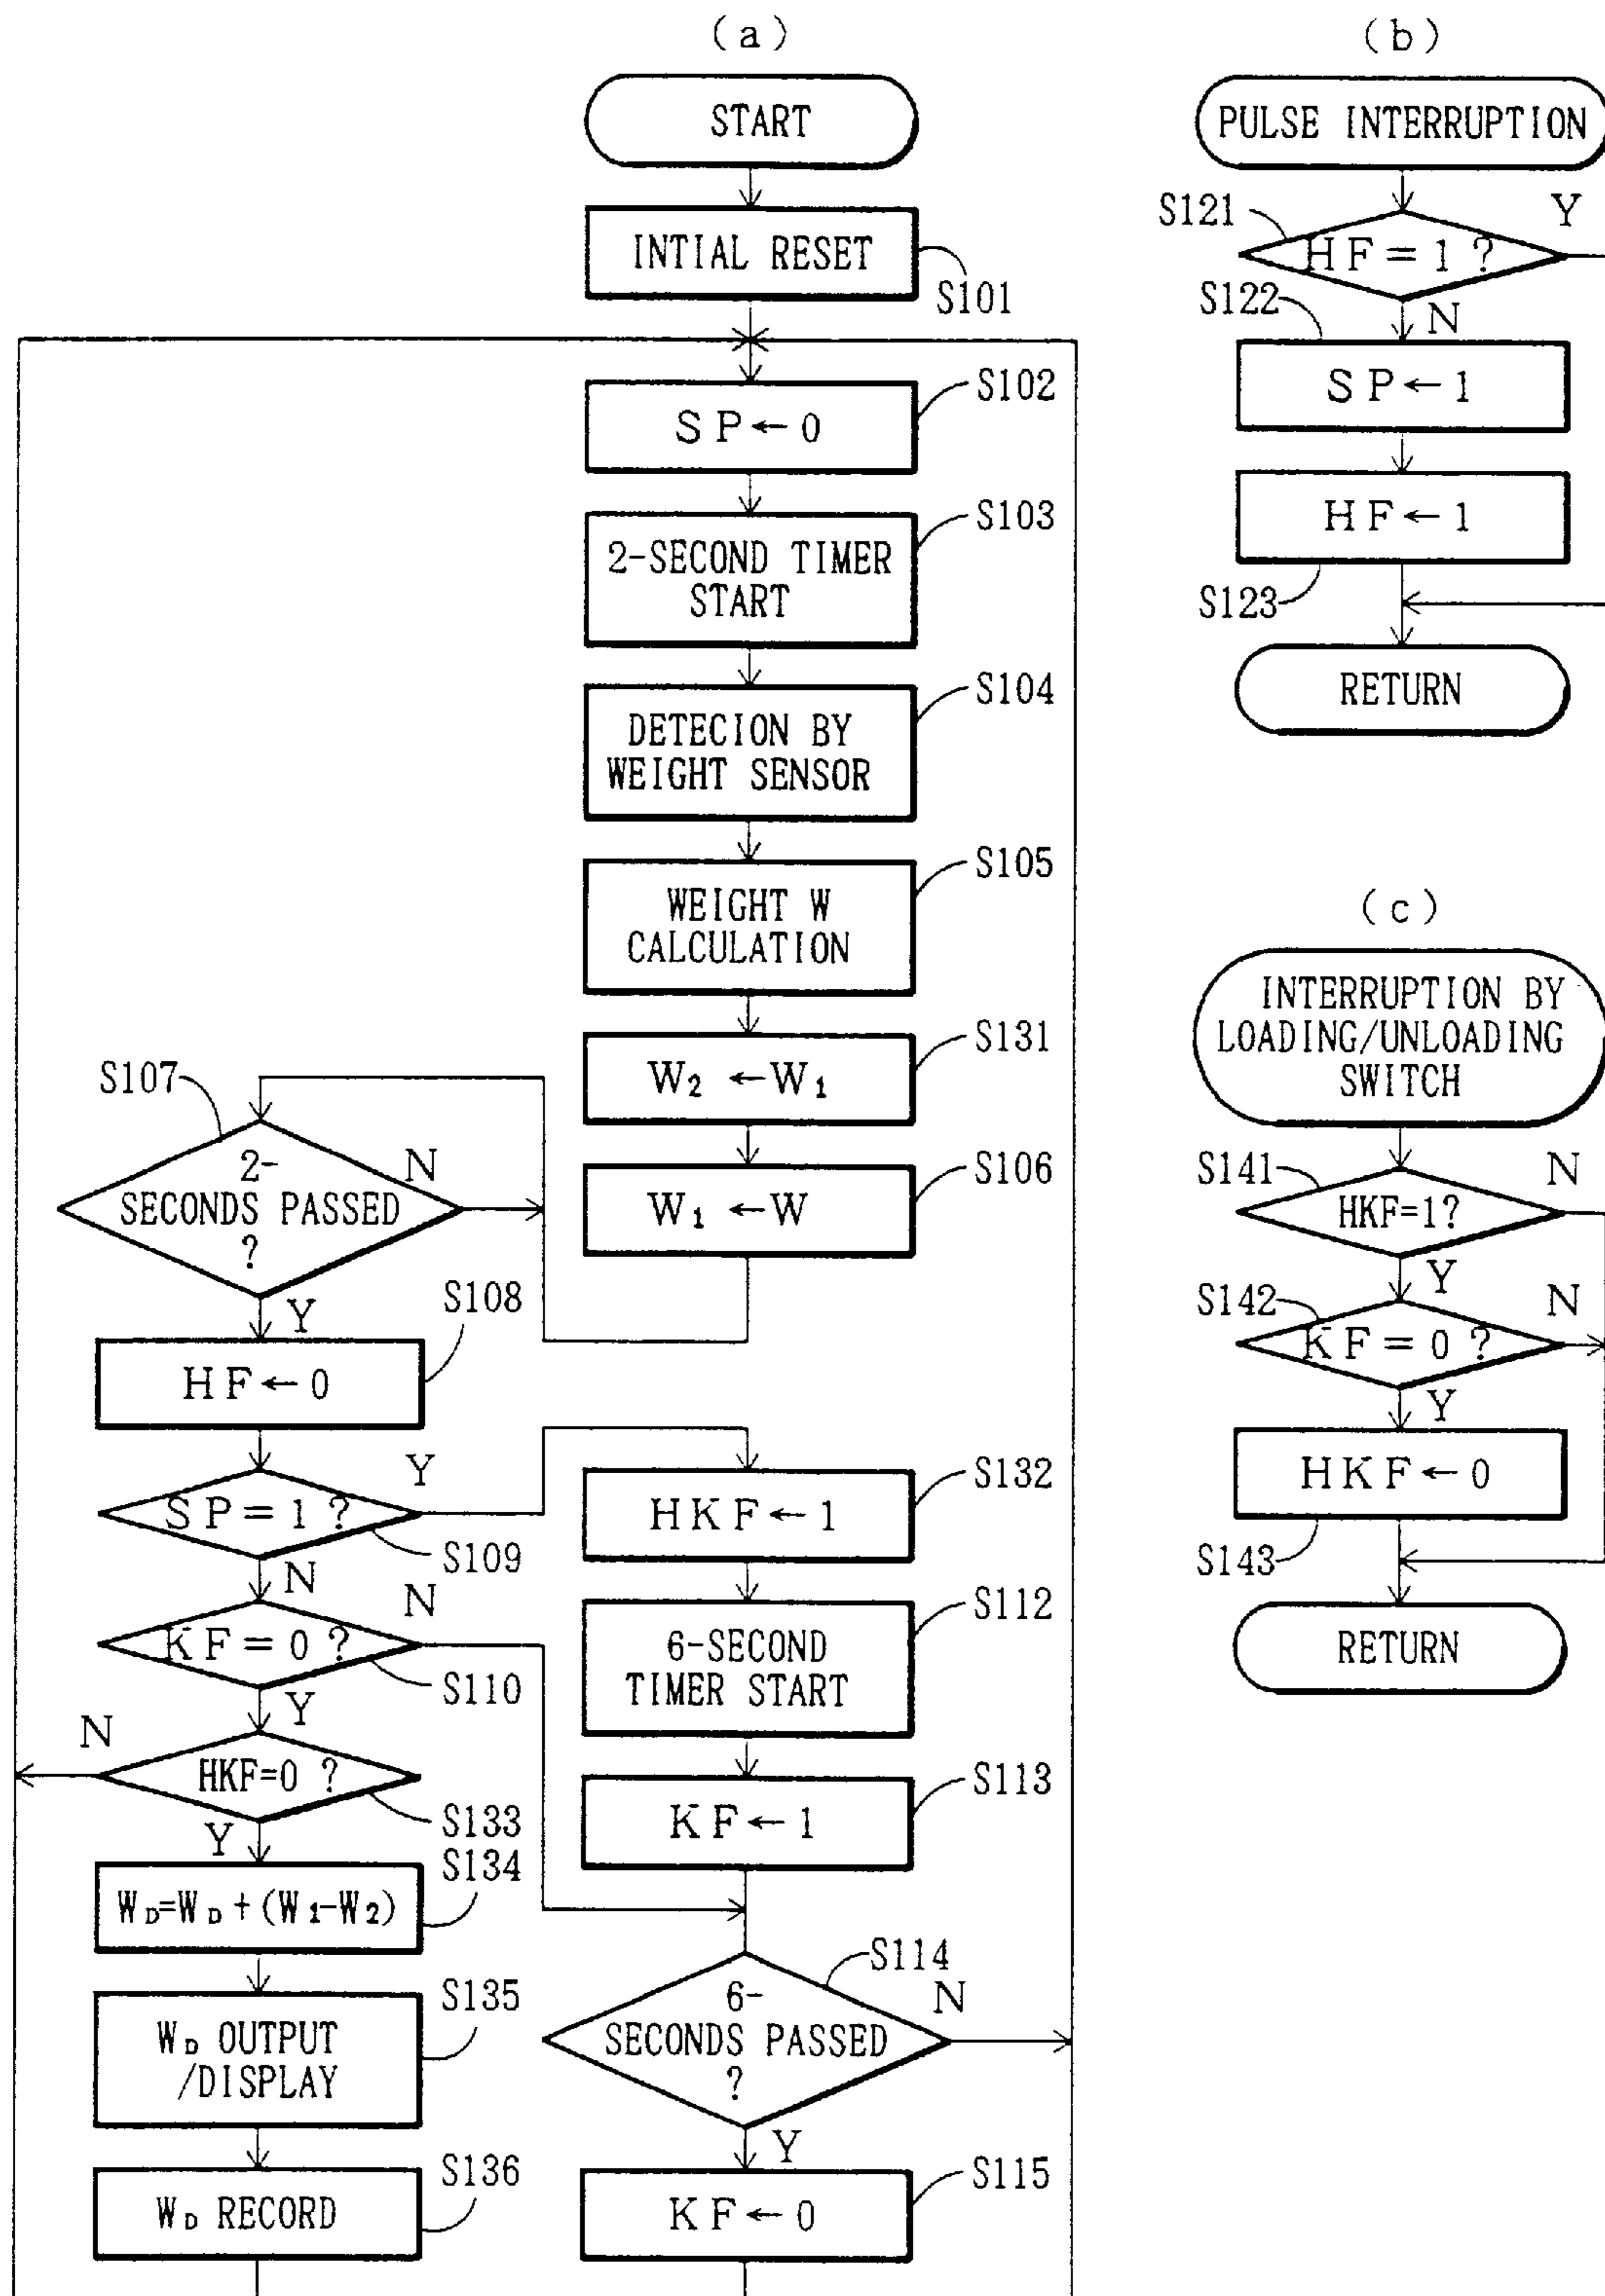 (a)
START
INTIAL RESET
S101
S102
SP←0
S103
2-SECOND TIMER
START
S104
DETECION BY
WEIGHT SENSOR
S105
WEIGHT W
CALCULATION
S131
W₂ ←W₁
S106
W₁ ←W
S107
2-
SECONDS PASSED
?
N
Y
S108
HF←0
SP=1?
Y
S109
N
S132
HKF←1
KF=0?
N
S110
Y
S112
6-SECOND
TIMER START
HKF=0 ?
N
S133
Y
S113
KF←1
S134
W_D=W_D+(W₁-W₂)
S114
6-
SECONDS PASSED
?
N
Y
S135
W_D OUTPUT
/DISPLAY
S136
W_D RECORD
S115
KF←0
(b)
PULSE INTERRUPTION
S121
HF=1?
Y
N
S122
SP←1
HF←1
S123
RETURN
(c)
INTERRUPTION BY
LOADING/UNLOADING
SWITCH
S141
HKF=1?
N
Y
S142
KF=0?
N
Y
HKF←0
S143
RETURN